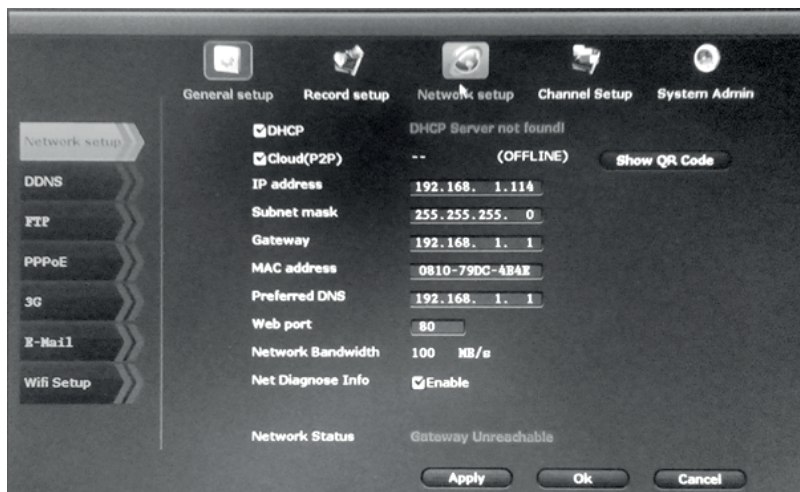 General setup Record setup Network setup Channel Setup System Admin
Network setup
DDNS
FTP
PPPoE
3G
E-Mail
Wifi Setup
DHCP DHCP Server not found!
Cloud(P2P) -- (OFFLINE) Show QR Code
IP address 192.168. 1.114
Subnet mask 255.255.255. 0
Gateway 192.168. 1. 1
MAC address 0810-79DC-4B4E
Preferred DNS 192.168. 1. 1
Web port 80
Network Bandwidth 100 MB/s
Net Diagnose Info Enable
Network Status Gateway Unreachable
Apply Ok Cancel